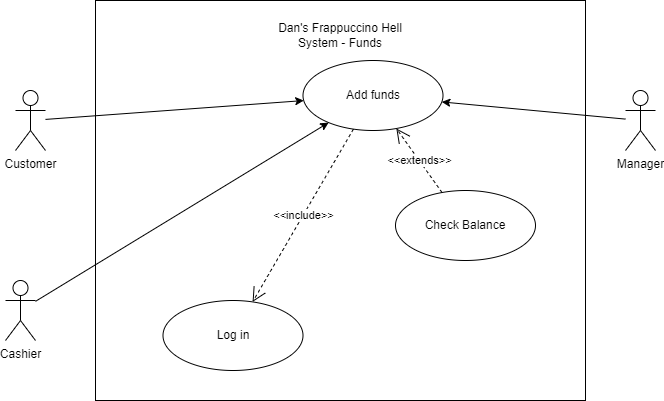 Dan's Frappuccino Hell
System - Funds
Add funds
Customer
Manager
<<extends>>
<<include>>
Check Balance
Log in
Cashier